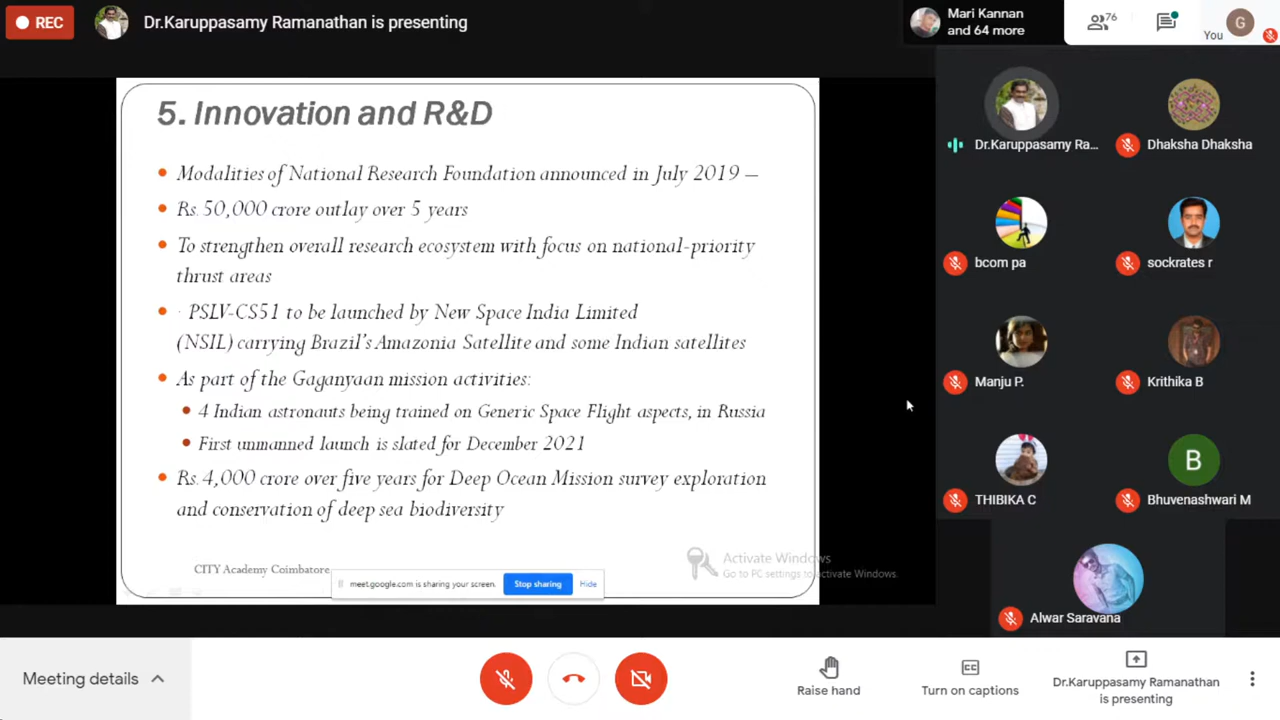 REC
Dr.Karuppasamy Ramanathan is presenting
Mari Kannan
and 64 more
76
You
G
5. Innovation and R&D
Modalities of National Research Foundation announced in July 2019 –
Rs. 50,000 crore outlay over 5 years
To strengthen overall research ecosystem with focus on national-priority
thrust areas
· PSLV-CS51 to be launched by New Space India Limited
(NSIL) carrying Brazil's Amazonia Satellite and some Indian satellites
As part of the Gaganyaan mission activities:
4 Indian astronauts being trained on Generic Space Flight aspects, in Russia
First unmanned launch is slated for December 2021
Rs. 4,000 crore over five years for Deep Ocean Mission survey exploration
and conservation of deep sea biodiversity
CITY Academy Coimbatore
meet.google.com is sharing your screen.
Stop sharing
Hide
Activate Windows
Go to PC settings to activate Windows.
Dr.Karuppasamy Ra...
Dhaksha Dhaksha
bcom pa
sockrates r
Manju P.
Krithika B
THIBIKA C
B
Bhuvenashwari M
Alwar Saravana
Meeting details
Raise hand
CC
Turn on captions
Dr.Karuppasamy Ramanathan
is presenting